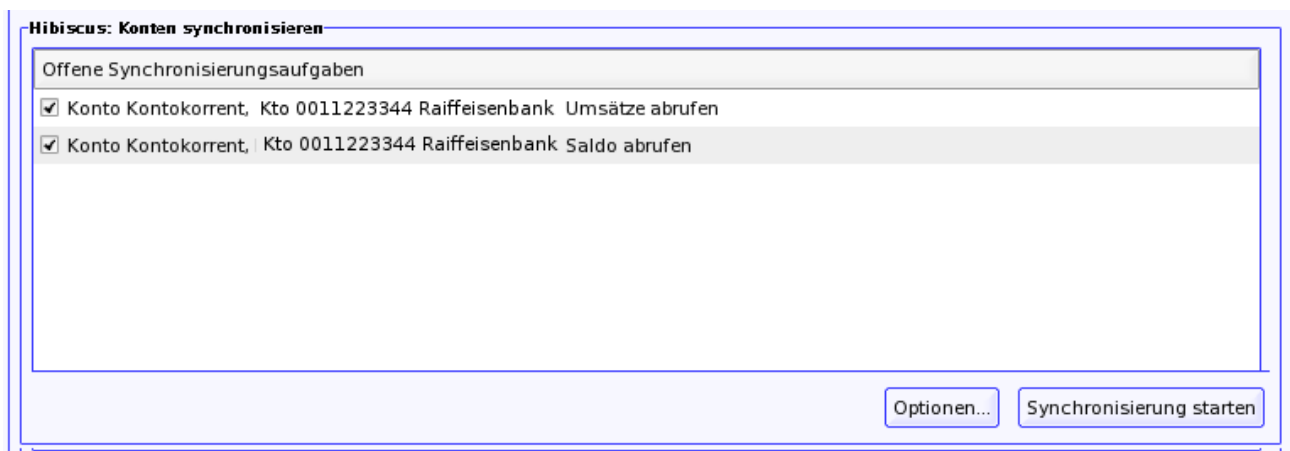 Hibiscus: Konten synchronisieren
Offene Synchronisierungsaufgaben
Konto Kontokorrent, Kto 0011223344 Raiffeisenbank Umsätze abrufen
Konto Kontokorrent, Kto 0011223344 Raiffeisenbank Saldo abrufen
Optionen... Synchronisierung starten